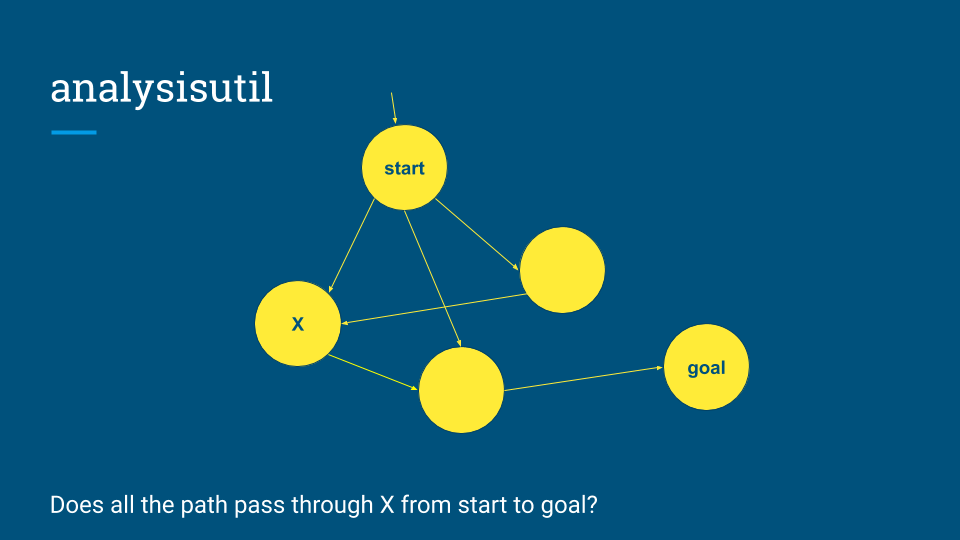 analysisutil
start
X
goal
Does all the path pass through X from start to goal?